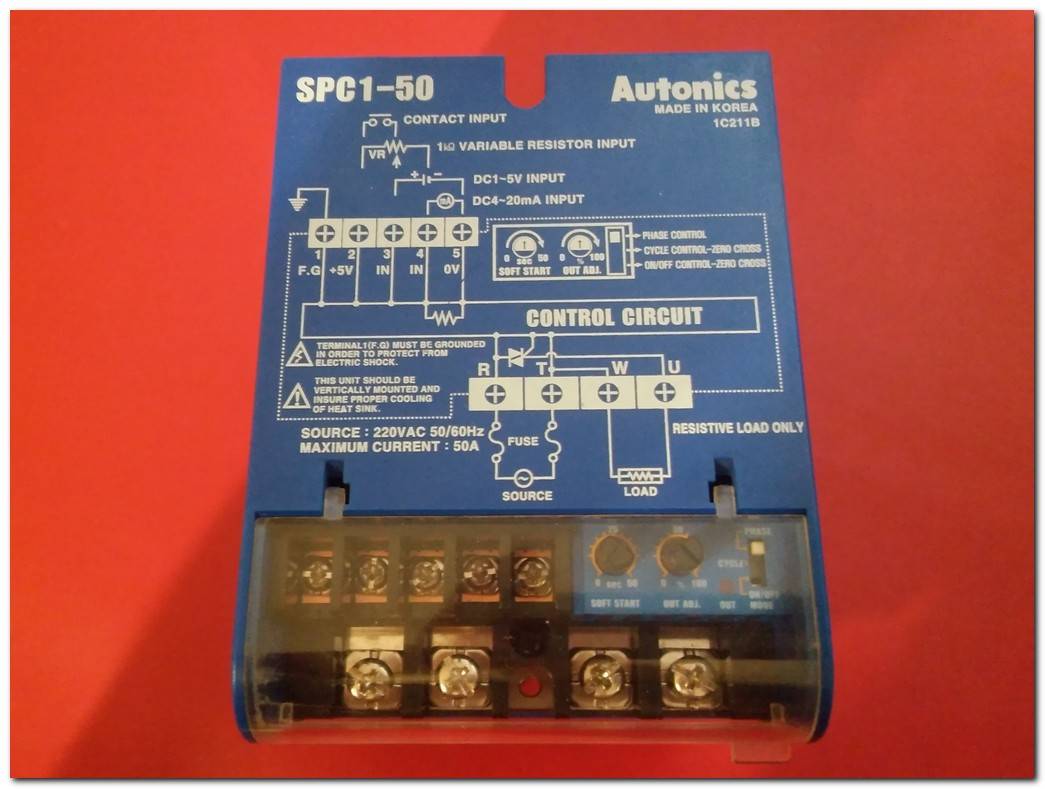 SPC1-50
Autonics
MADE IN KOREA
1C211B
CONTACT INPUT
VR
1kΩ VARIABLE RESISTOR INPUT
+ −
DC1~5V INPUT
mA
DC4~20mA INPUT
1 2 3 4 5
F.G +5V IN IN 0V
0 sec 50 0 % 100
SOFT START OUT ADJ.
PHASE CONTROL
CYCLE CONTROL-ZERO CROSS
ON/OFF CONTROL-ZERO CROSS
CONTROL CIRCUIT
TERMINAL1(F.G) MUST BE GROUNDED
IN ORDER TO PROTECT FROM
ELECTRIC SHOCK.
THIS UNIT SHOULD BE
VERTICALLY MOUNTED AND
INSURE PROPER COOLING
OF HEAT SINK.
R T W U
SOURCE : 220VAC 50/60Hz
MAXIMUM CURRENT : 50A
FUSE
SOURCE
LOAD
RESISTIVE LOAD ONLY
25 50 PHASE
CYCLE
0 sec 50 0 % 100 ON/OFF
SOFT START OUT ADJ. OUT MODE